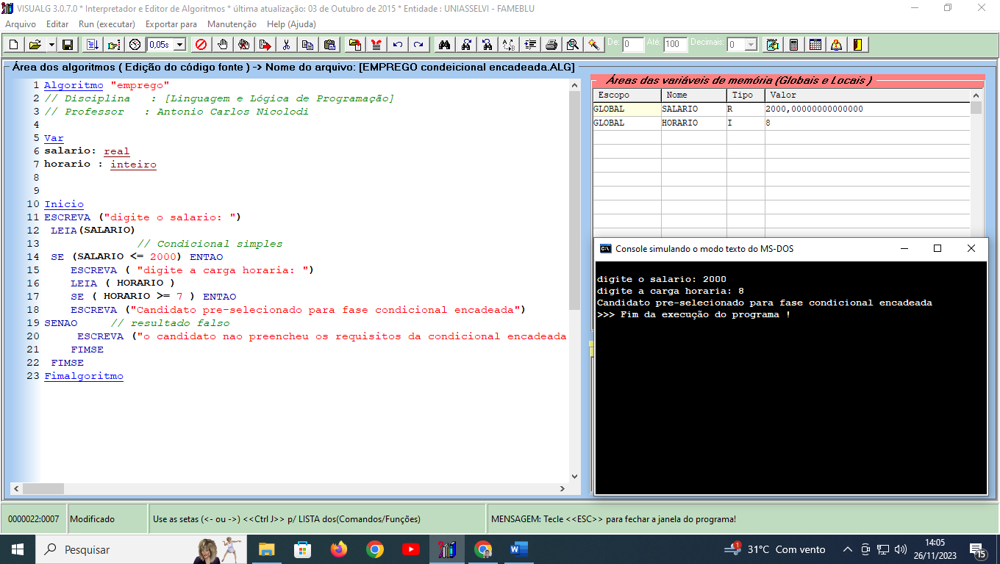 VISUALG 3.0.7.0 * Interpretador e Editor de Algoritmos * última atualização: 03 de Outubro de 2015 * Entidade : UNIASSELVI - FAMEBLU
Arquivo Editar Run (executar) Exportar para Manutenção Help (Ajuda)
0,05s De: 0 Até: 100 Decimais: 0
Área dos algoritmos ( Edição do código fonte ) -> Nome do arquivo: [EMPREGO condeicional encadeada.ALG]
1 Algoritmo "emprego"
2 // Disciplina   : [Linguagem e Lógica de Programação]
3 // Professor   : Antonio Carlos Nicolodi
4
5 Var
6 salario: real
7 horario : inteiro
8
9
10 Inicio
11 ESCREVA ("digite o salario: ")
12 LEIA(SALARIO)
13 // Condicional simples
14 SE (SALARIO <= 2000) ENTAO
15 ESCREVA ( "digite a carga horaria: ")
16 LEIA ( HORARIO )
17 SE ( HORARIO >= 7 ) ENTAO
18 ESCREVA ("Candidato pre-selecionado para fase condicional encadeada")
19 SENAO // resultado falso
20 ESCREVA ("o candidato nao preencheu os requisitos da condicional encadeada
21 FIMSE
22 FIMSE
23 Fimalgoritmo
Áreas das variáveis de memória (Globais e Locais )
Escopo Nome Tipo Valor
GLOBAL SALARIO R 2000,00000000000000
GLOBAL HORARIO I 8
Console simulando o modo texto do MS-DOS
digite o salario: 2000
digite a carga horaria: 8
Candidato pre-selecionado para fase condicional encadeada
>>> Fim da execução do programa !
0000022:0007 Modificado Use as setas (<- ou ->) <<Ctrl J>> p/ LISTA dos(Comandos/Funções) MENSAGEM: Tecle <<ESC>> para fechar a janela do programa!
Pesquisar 1 31°C Com vento 14:05
26/11/2023 15